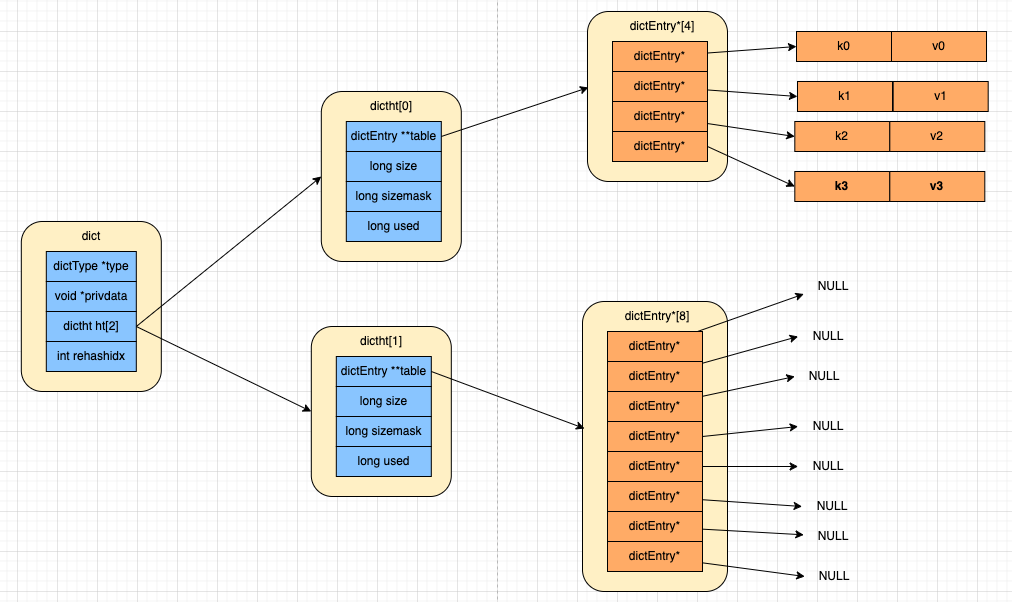 dict
dictType *type
void *privdata
dictht ht[2]
int rehashidx
dictht[0]
dictEntry **table
long size
long sizemask
long used
dictht[1]
dictEntry **table
long size
long sizemask
long used
dictEntry*[4]
dictEntry*
dictEntry*
dictEntry*
dictEntry*
k0 v0
k1 v1
k2 v2
k3 v3
dictEntry*[8]
dictEntry*
dictEntry*
dictEntry*
dictEntry*
dictEntry*
dictEntry*
dictEntry*
dictEntry*
NULL
NULL
NULL
NULL
NULL
NULL
NULL
NULL